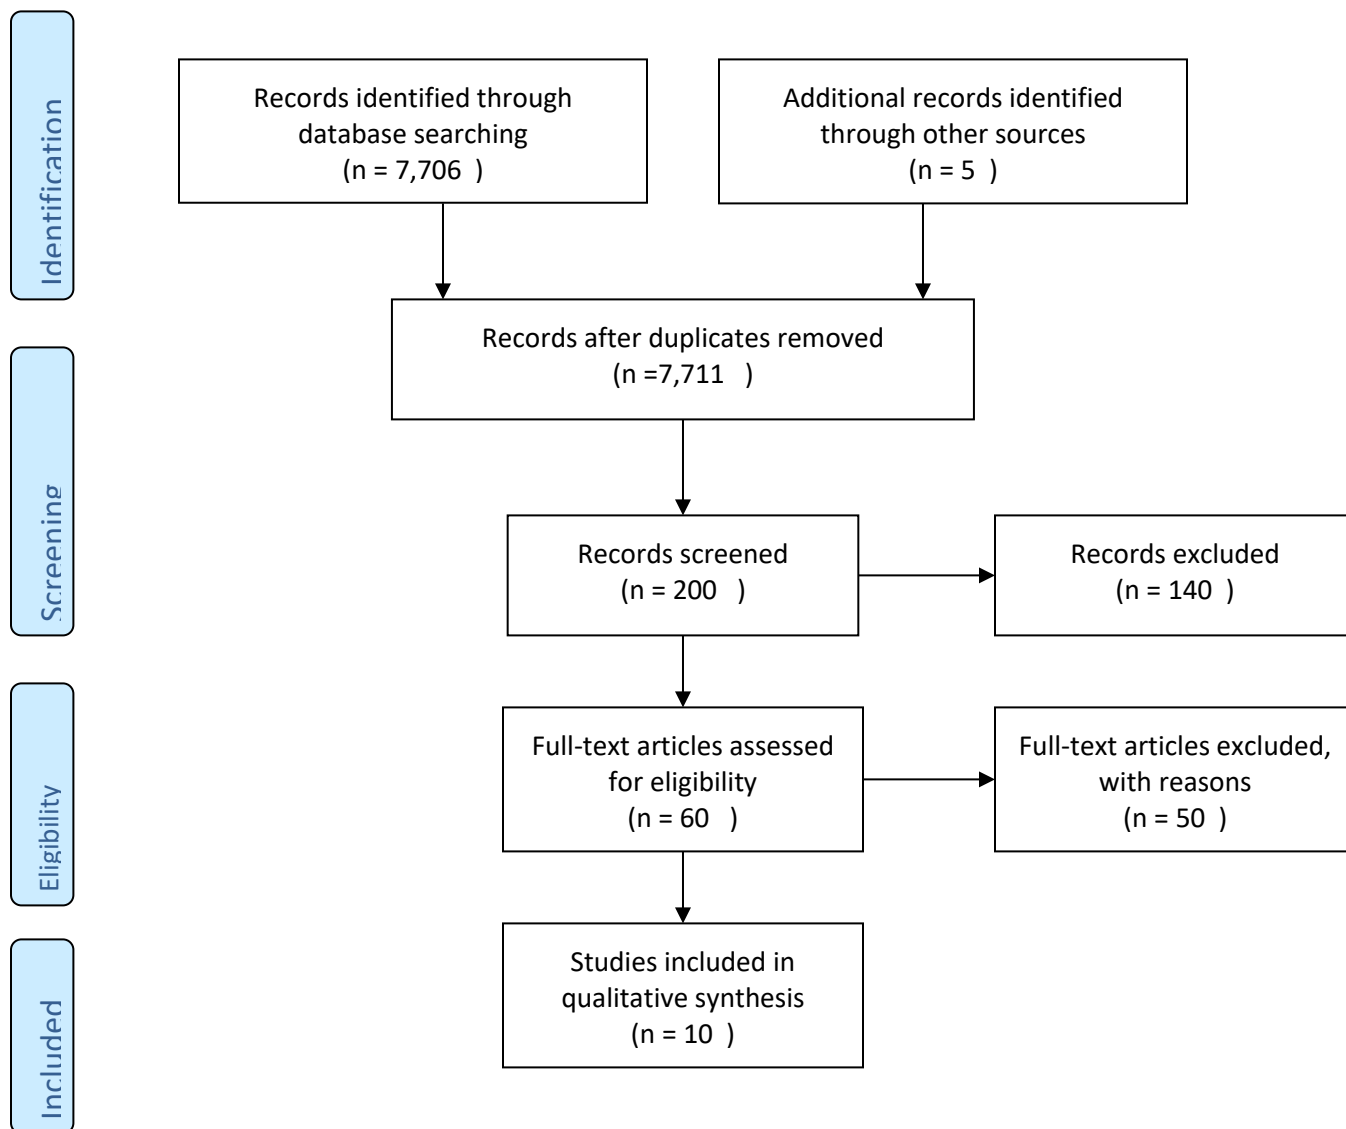 Identification
Records identified through
database searching
(n = 7,706 )
Additional records identified
through other sources
(n = 5 )
Records after duplicates removed
(n =7,711 )
Screening
Records screened
(n = 200 )
Records excluded
(n = 140 )
Eligibility
Full-text articles assessed
for eligibility
(n = 60 )
Full-text articles excluded,
with reasons
(n = 50 )
Included
Studies included in
qualitative synthesis
(n = 10 )